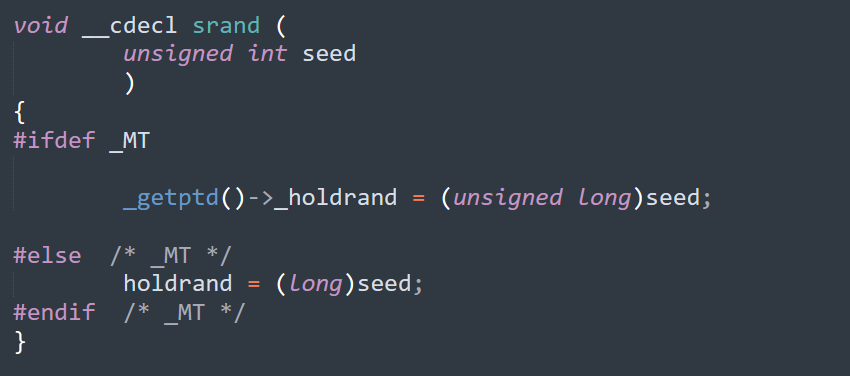 void __cdecl srand (
        unsigned int seed
        )
{
#ifdef _MT

        _getptd()->_holdrand = (unsigned long)seed;

#else  /* _MT */
        holdrand = (long)seed;
#endif  /* _MT */
}